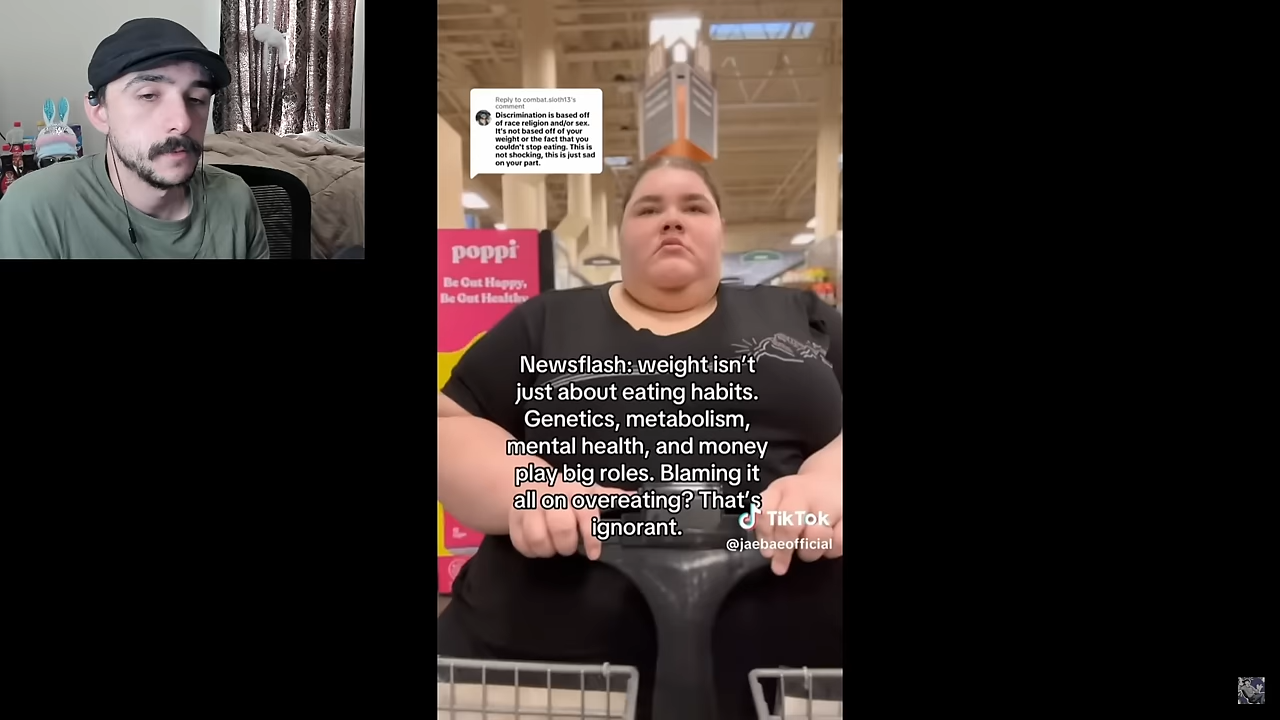 Reply to combat.sloth13's
comment
Discrimination is based off
of race religion and/or sex.
It's not based off of your
weight or the fact that you
couldn't stop eating. This is
not shocking, this is just sad
on your part.
poppi
Be Gut Happy,
Be Gut Healthy
Newsflash: weight isn't
just about eating habits.
Genetics, metabolism,
mental health, and money
play big roles. Blaming it
all on overeating? That's
ignorant.
TikTok
@jaebaeofficial